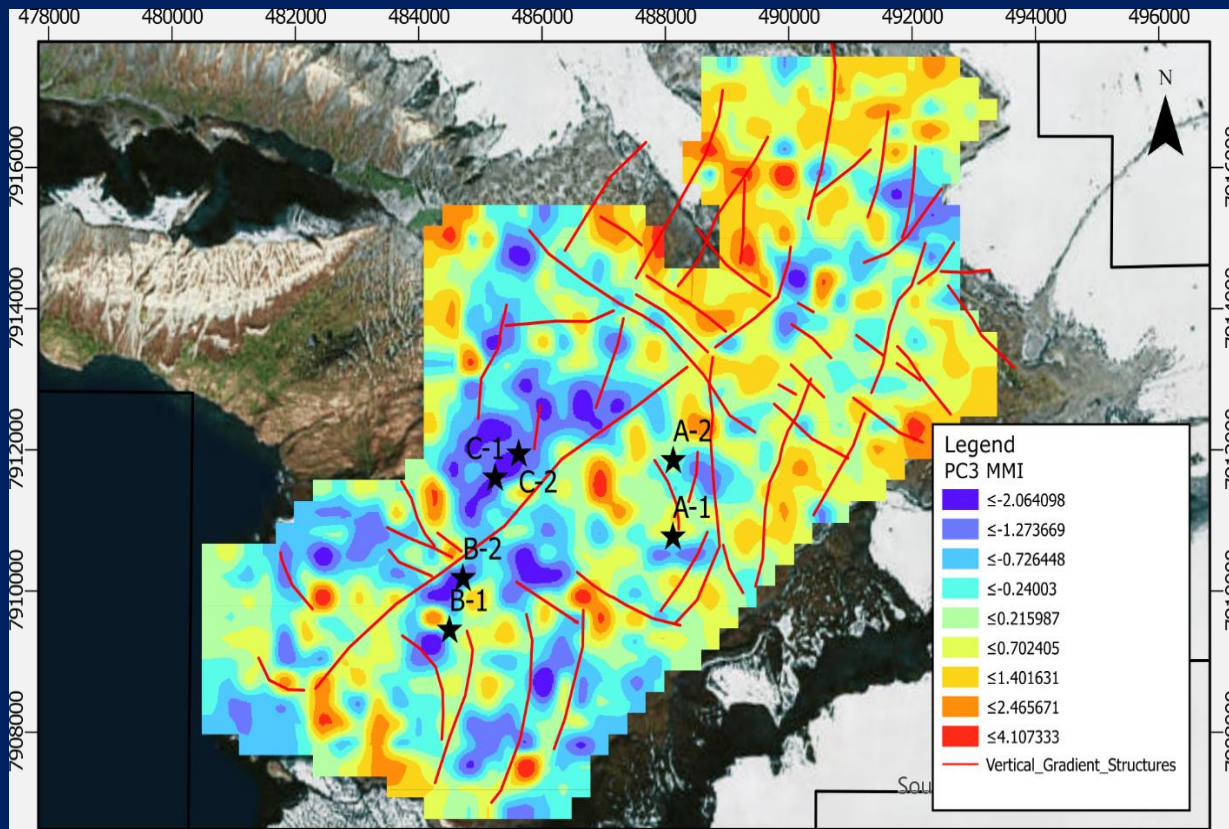 478000 480000 482000 484000 486000 488000 490000 492000 494000 496000
N
7916000
7914000
7912000
7910000
7908000
A-2
C-1
C-2
A-1
B-2
B-1
Legend
PC3 MMI
≤-2.064098
≤-1.273669
≤-0.726448
≤-0.24003
≤0.215987
≤0.702405
≤1.401631
≤2.465671
≤4.107333
Vertical_Gradient_Structures
Sou